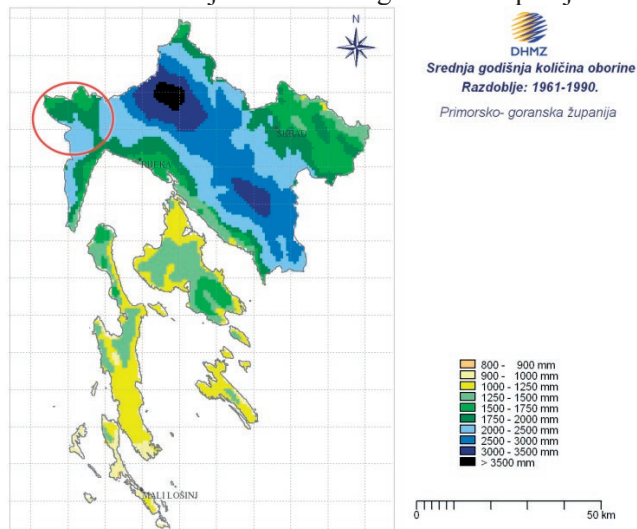 N
DHMZ
Srednja godišnja količina oborine
Razdoblje: 1961-1990.
Primorsko- goranska županija
SKRAD
RIJEKA
MALI LOŠINJ
800 - 900 mm
900 - 1000 mm
1000 - 1250 mm
1250 - 1500 mm
1500 - 1750 mm
1750 - 2000 mm
2000 - 2500 mm
2500 - 3000 mm
3000 - 3500 mm
> 3500 mm
0 50 km